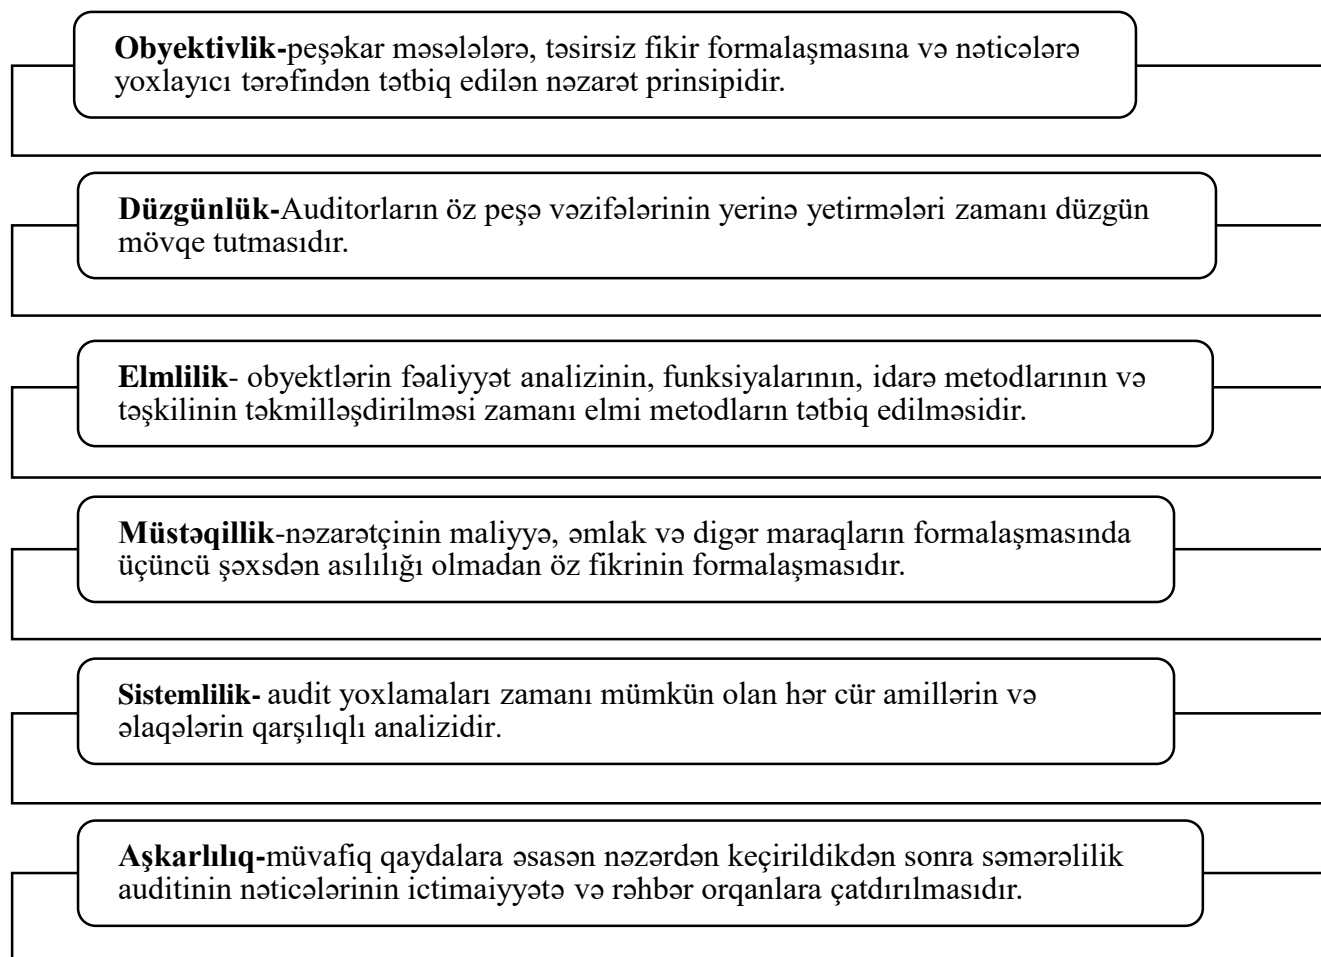 Obyektivlik-peşəkar məsələlərə, təsirsiz fikir formalaşmasına və nəticələrə
yoxlayıcı tərəfindən tətbiq edilən nəzarət prinsipidir.
Düzgünlük-Auditorların öz peşə vəzifələrinin yerinə yetirmələri zamanı düzgün
mövqe tutmasıdır.
Elmlilik- obyektlərin fəaliyyət analizinin, funksiyalarının, idarə metodlarının və
təşkilinin təkmilləşdirilməsi zamanı elmi metodların tətbiq edilməsidir.
Müstəqillik-nəzarətçinin maliyyə, əmlak və digər maraqların formalaşmasında
üçüncü şəxsdən asılılığı olmadan öz fikrinin formalaşmasıdır.
Sistemlilik- audit yoxlamaları zamanı mümkün olan hər cür amillərin və
əlaqələrin qarşılıqlı analizidir.
Aşkarlılıq-müvafiq qaydalara əsasən nəzərdən keçirildikdən sonra səmərəlilik
auditinin nəticələrinin ictimaiyyətə və rəhbər orqanlara çatdırılmasıdır.